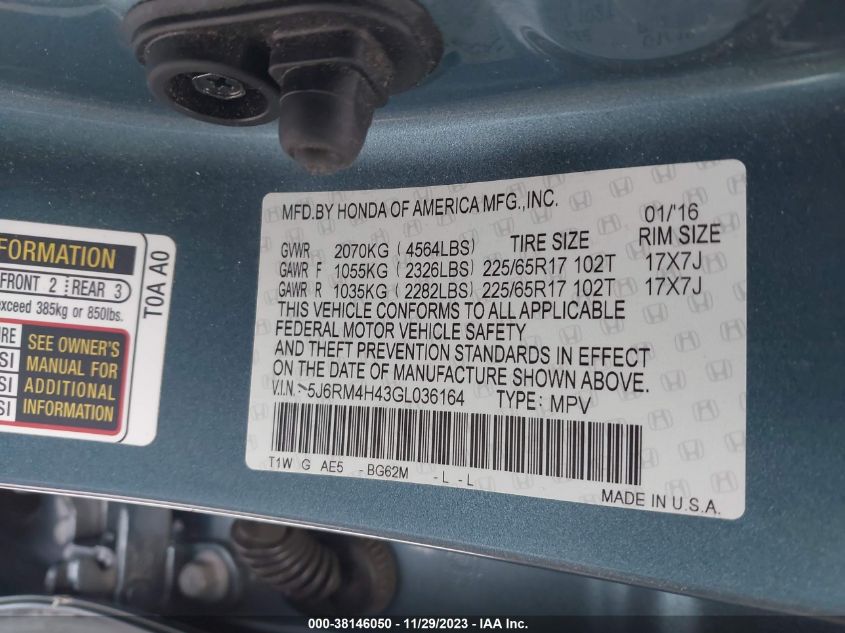 MFD.BY HONDA OF AMERICA MFG.,INC.
01/'16
GVWR 2070KG ( 4564LBS) TIRE SIZE RIM SIZE
GAWR F 1055KG ( 2326LBS) 225/65R17 102T 17X7J
GAWR R 1035KG ( 2282LBS) 225/65R17 102T 17X7J
THIS VEHICLE CONFORMS TO ALL APPLICABLE
FEDERAL MOTOR VEHICLE SAFETY
AND THEFT PREVENTION STANDARDS IN EFFECT
ON THE DATE OF MANUFACTURE SHOWN ABOVE.
V.I.N.: 5J6RM4H43GL036164 TYPE: MPV
T1W G AE5 - BG62M - L - L
MADE IN U.S.A.
FORMATION
FRONT 2 REAR 3
exceed 385kg or 850lbs.
SEE OWNER'S
MANUAL FOR
ADDITIONAL
INFORMATION
T0A A0
000-38146050 - 11/29/2023 - IAA Inc.